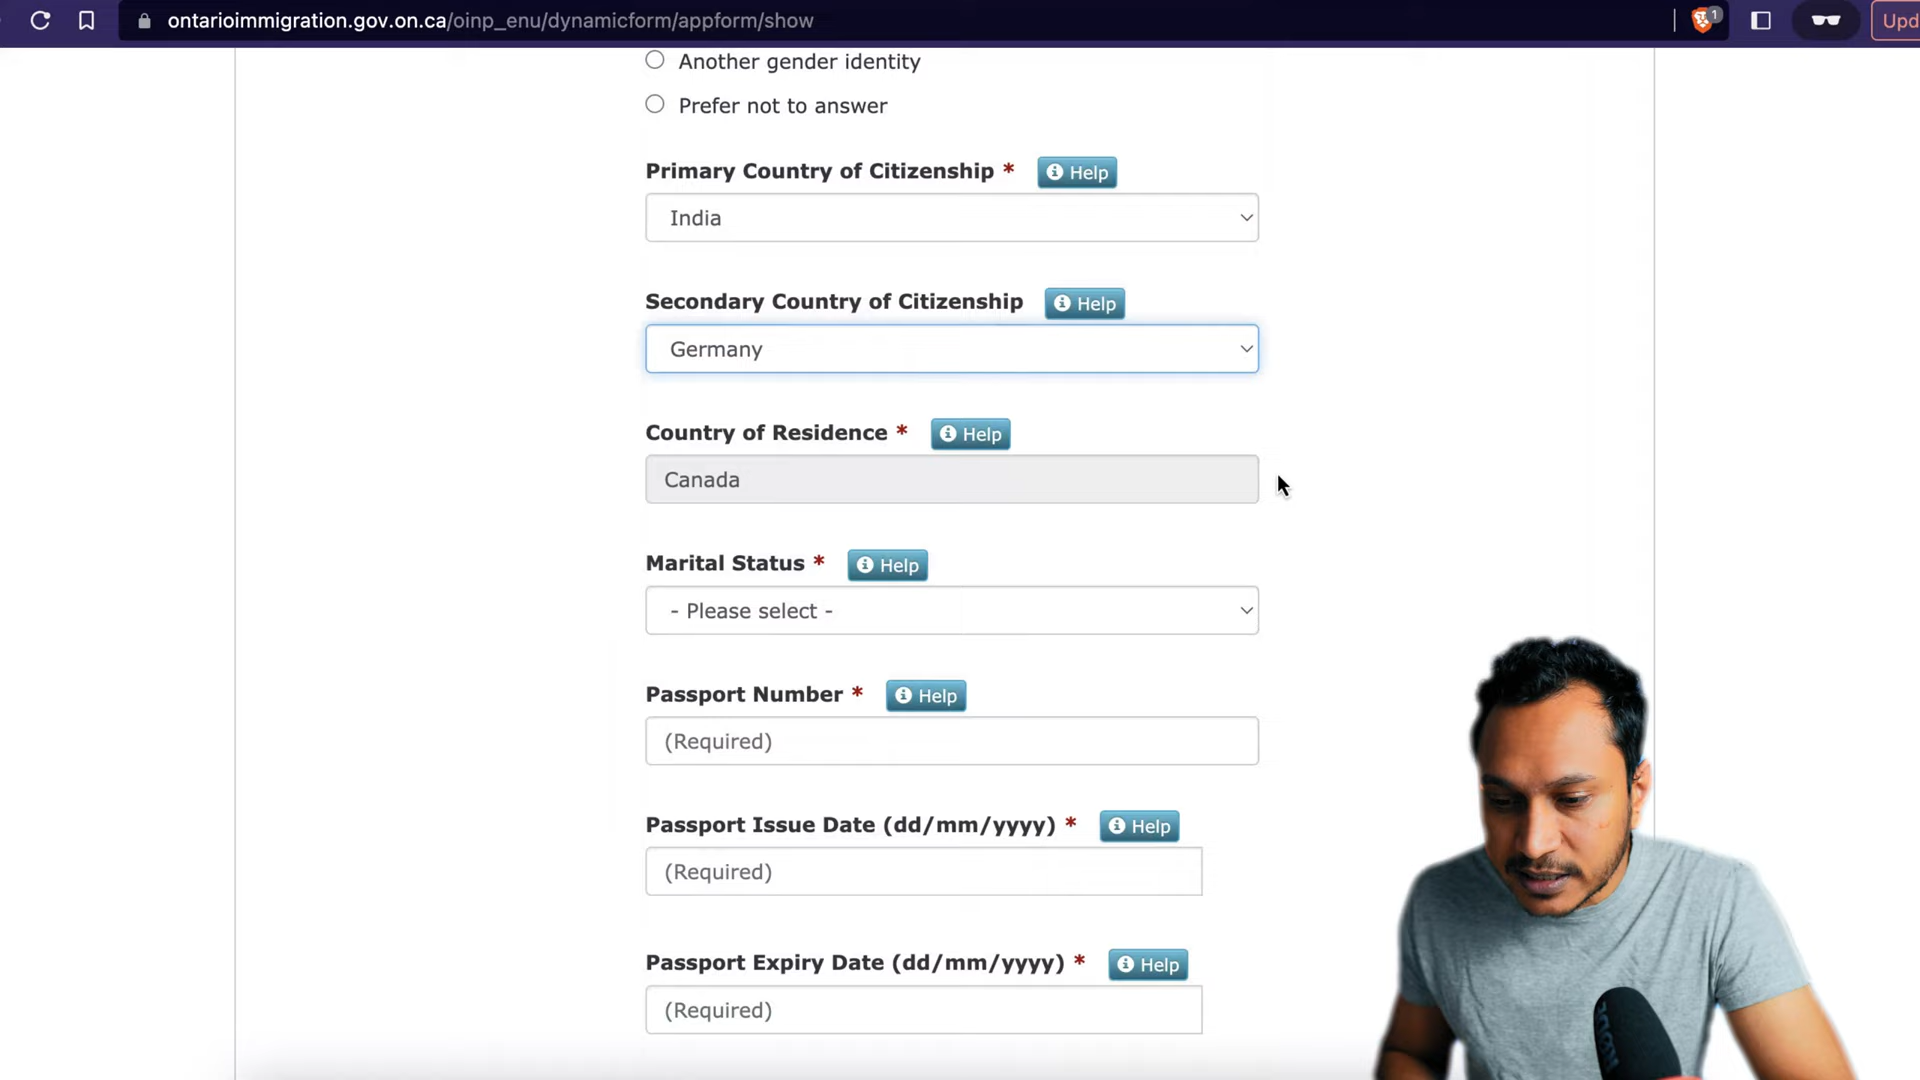 ontarioimmigration.gov.on.ca/oinp_enu/dynamicform/appform/show
1
Upd
Another gender identity
Prefer not to answer
Primary Country of Citizenship * Help
India
Secondary Country of Citizenship Help
Germany
Country of Residence * Help
Canada
Marital Status * Help
- Please select -
Passport Number * Help
(Required)
Passport Issue Date (dd/mm/yyyy) * Help
(Required)
Passport Expiry Date (dd/mm/yyyy) * Help
(Required)